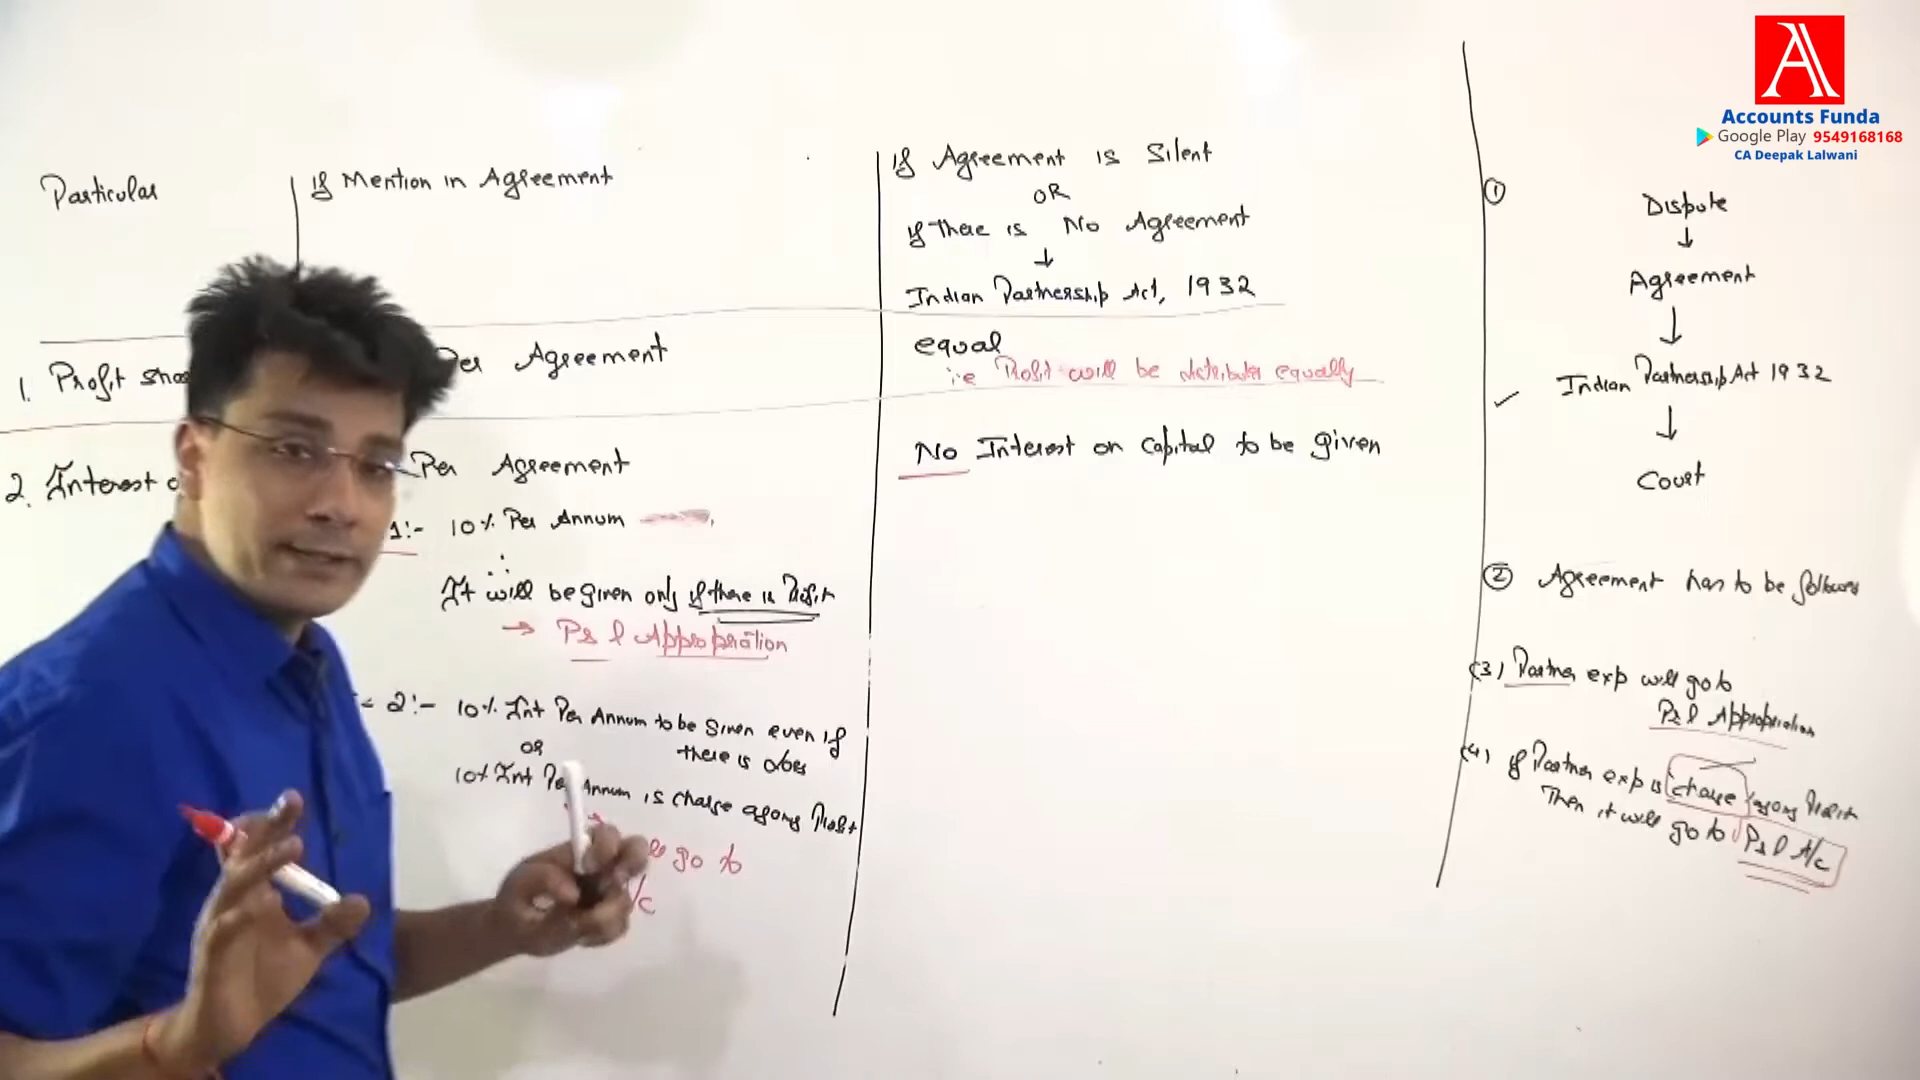 Accounts Funda
Google Play 9549168168
CA Deepak Lalwani
Particular
if Mention in Agreement
if Agreement is Silent
OR
if there is No Agreement
↓
Indian Partnership Act, 1932
1. Profit Sha
Per Agreement
equal
i.e Profit will be distributed equally
2. Interest o
Per Agreement
No Interest on Capital to be given
1:- 10% Per Annum
∴
It will be given only if there is Profit
→ P&L Appropriation
2:- 10% Int Per Annum to be given even if
there is Loss
OR
10% Int Per Annum is charge against Profit
go to
A/c
① Dispute
↓
Agreement
↓
✓ Indian Partnership Act 1932
↓
Court
② Agreement has to be followed
(3) Partner exp will go to
P&L Appropriation
(4) if Partner exp is charge against Profit
Then it will go to P&L A/c